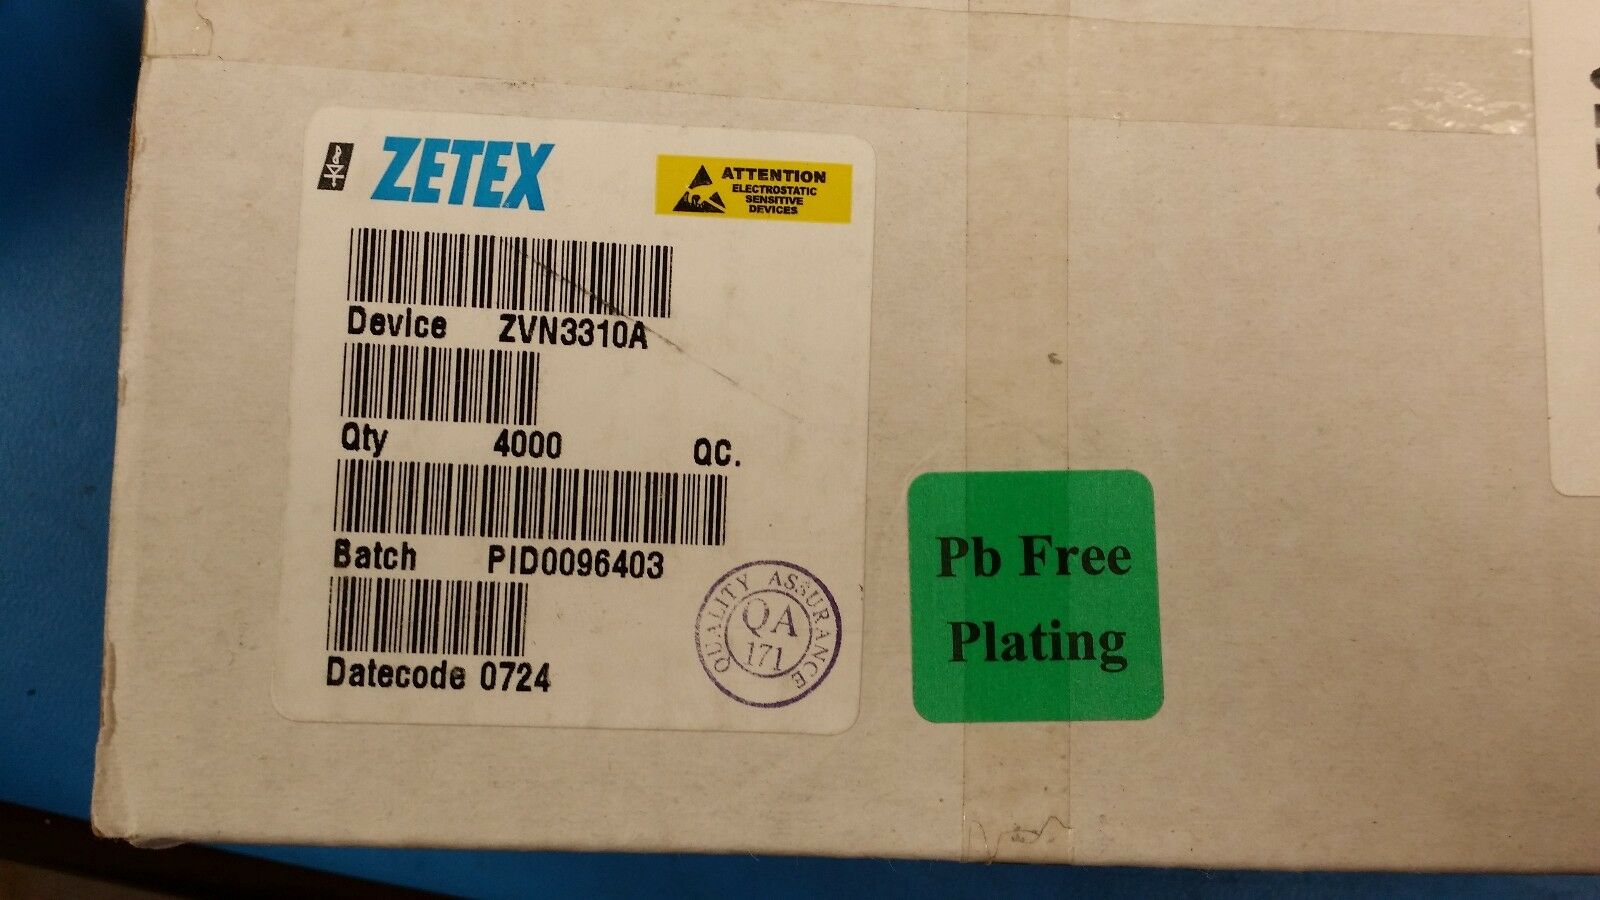 ZETEX
ATTENTION
ELECTROSTATIC
SENSITIVE
DEVICES
Device ZVN3310A
Qty 4000 QC.
Batch PID0096403
Datecode 0724
QUALITY ASSURANCE
QA
171
Pb Free
Plating